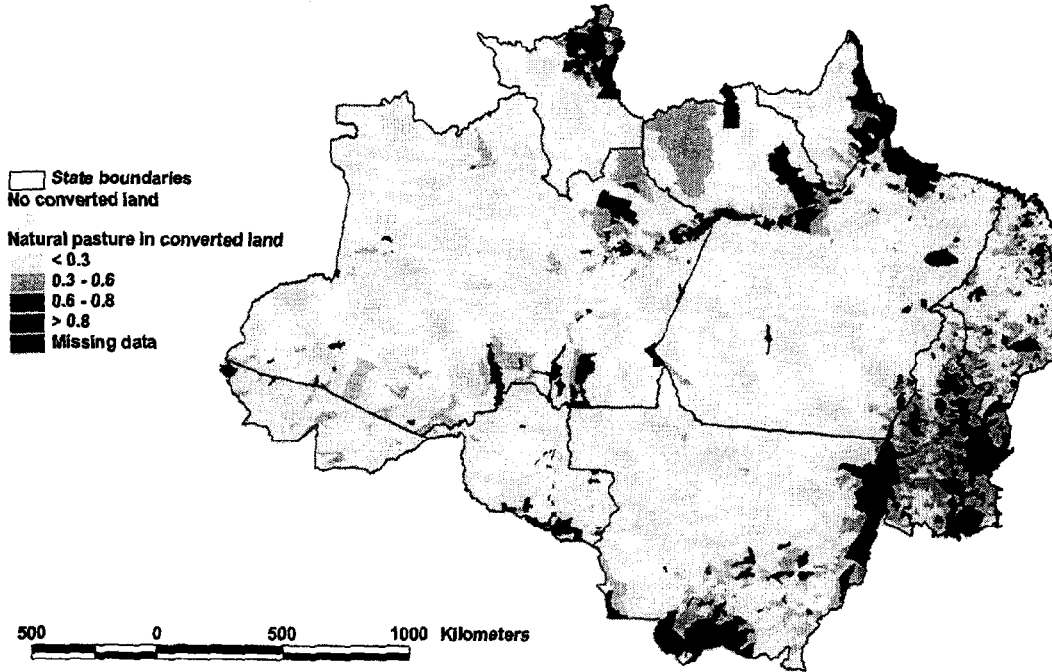 State boundaries
No converted land
Natural pasture in converted land
< 0.3
0.3 - 0.6
0.6 - 0.8
> 0.8
Missing data
500 0 500 1000 Kilometers